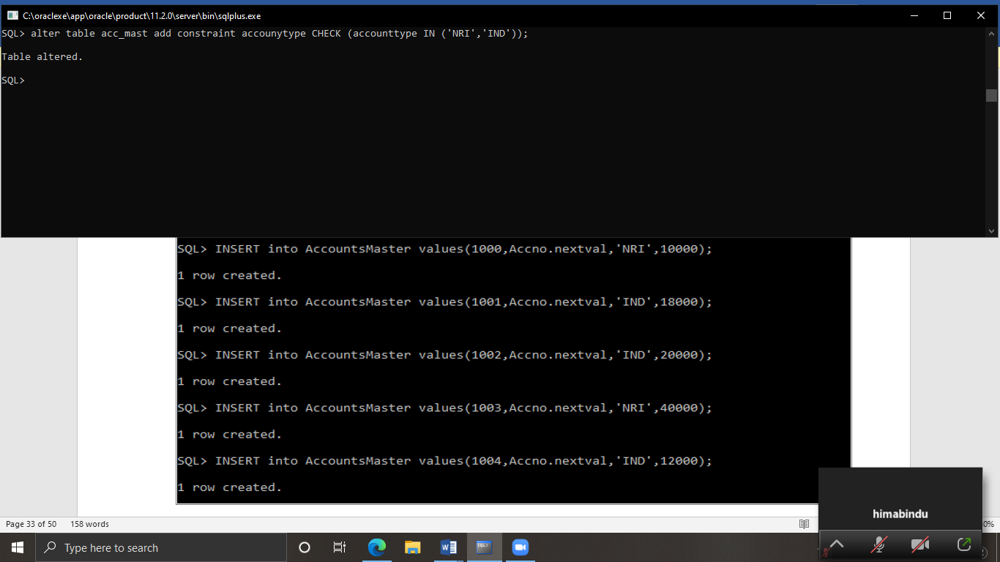 C:\oraclexe\app\oracle\product\11.2.0\server\bin\sqlplus.exe
SQL> alter table acc_mast add constraint accounytype CHECK (accounttype IN ('NRI','IND'));
Table altered.
SQL>
SQL> INSERT into AccountsMaster values(1000,Accno.nextval,'NRI',10000);
1 row created.
SQL> INSERT into AccountsMaster values(1001,Accno.nextval,'IND',18000);
1 row created.
SQL> INSERT into AccountsMaster values(1002,Accno.nextval,'IND',20000);
1 row created.
SQL> INSERT into AccountsMaster values(1003,Accno.nextval,'NRI',40000);
1 row created.
SQL> INSERT into AccountsMaster values(1004,Accno.nextval,'IND',12000);
1 row created.
himabindu
Page 33 of 50 158 words
Type here to search